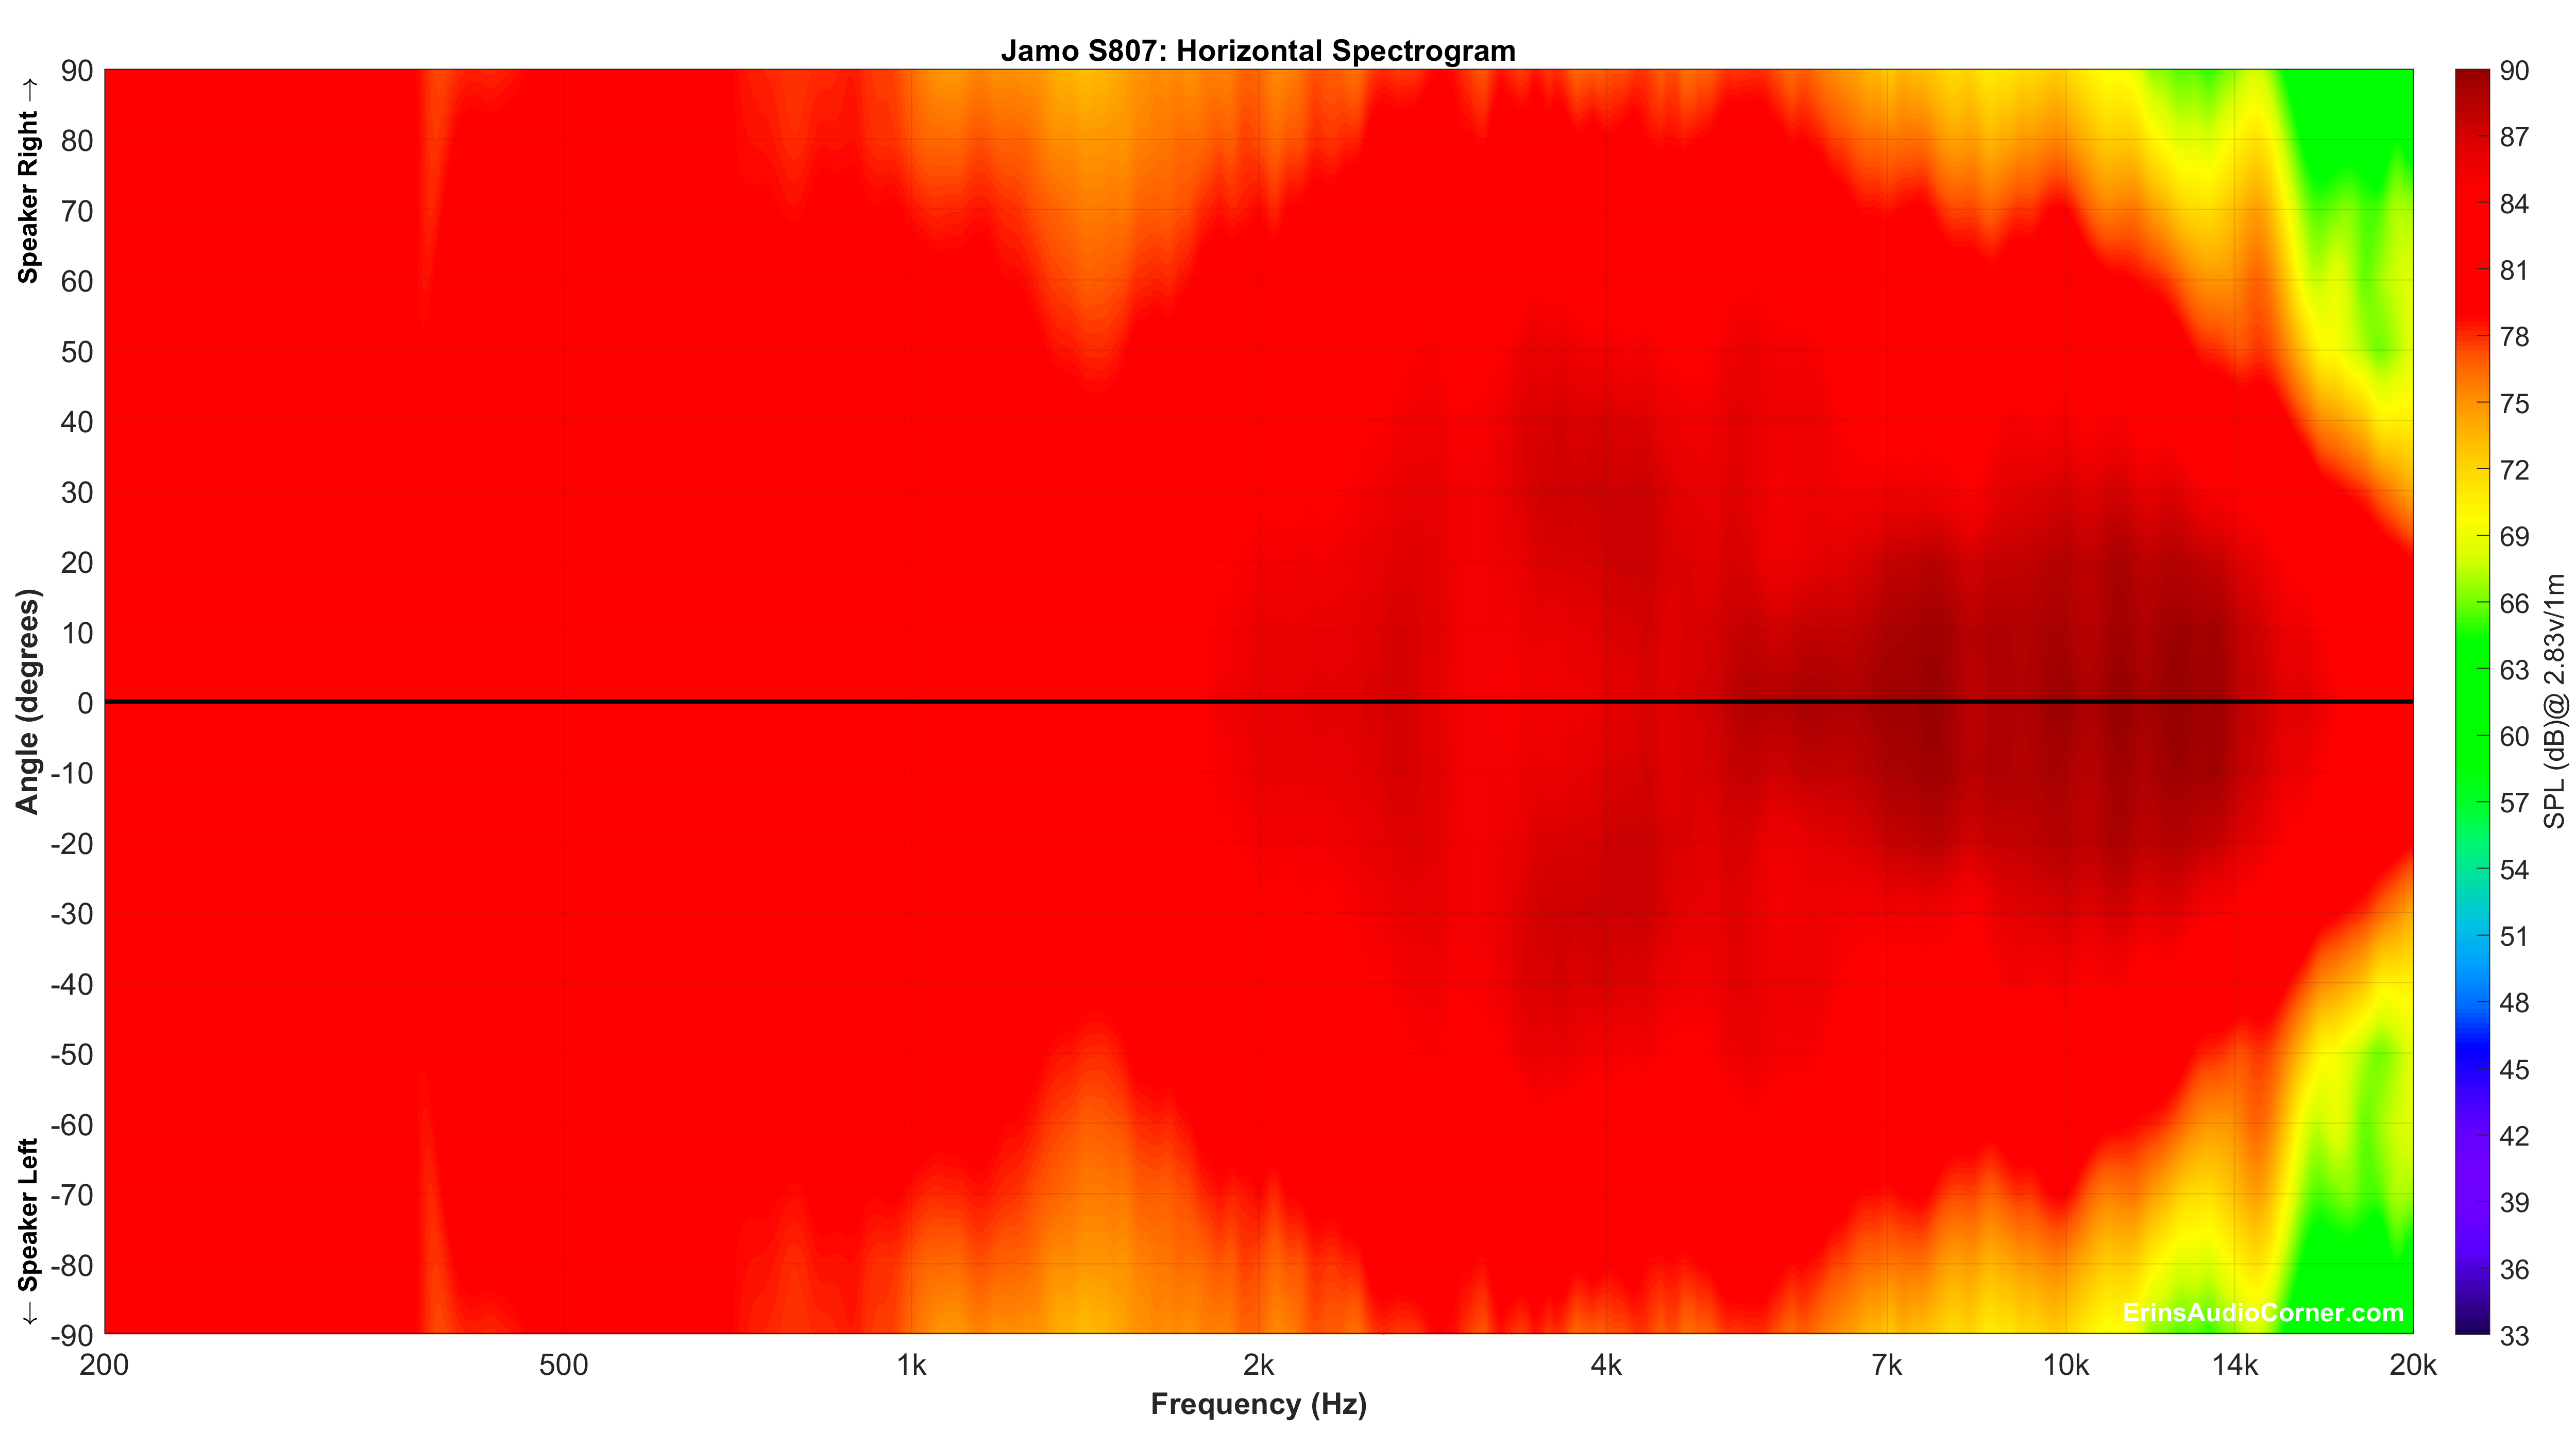 Jamo S807: Horizontal Spectrogram
Speaker Right →
Angle (degrees)
← Speaker Left
90
80
70
60
50
40
30
20
10
0
-10
-20
-30
-40
-50
-60
-70
-80
-90
200
500
1k
2k
4k
7k
10k
14k
20k
Frequency (Hz)
ErinsAudioCorner.com
90
87
84
81
78
75
72
69
66
63
60
57
54
51
48
45
42
39
36
33
SPL (dB)@ 2.83v/1m